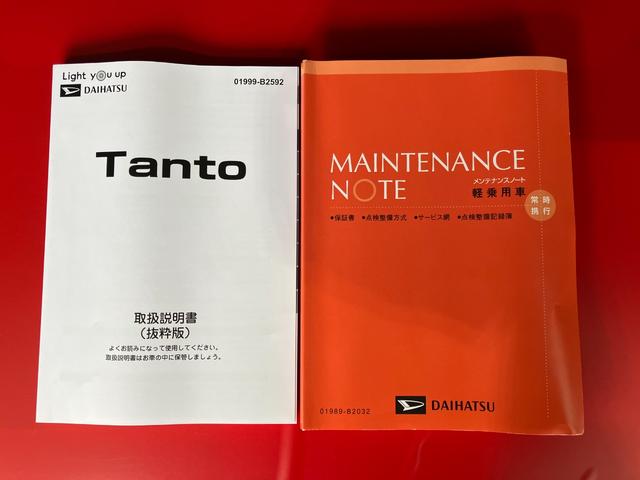 Light you up
DAIHATSU
01999-B2592
Tanto
取扱説明書
(抜粋版)
よくお読みになって使用してください。
取扱説明書はお車の中に保管しましょう。
MAINTENANCE
NOTE
メンテナンスノート
軽乗用車
常時
携行
●保証書 ●点検整備方式 ●サービス網 ●点検整備記録簿
01989-B2032
DAIHATSU